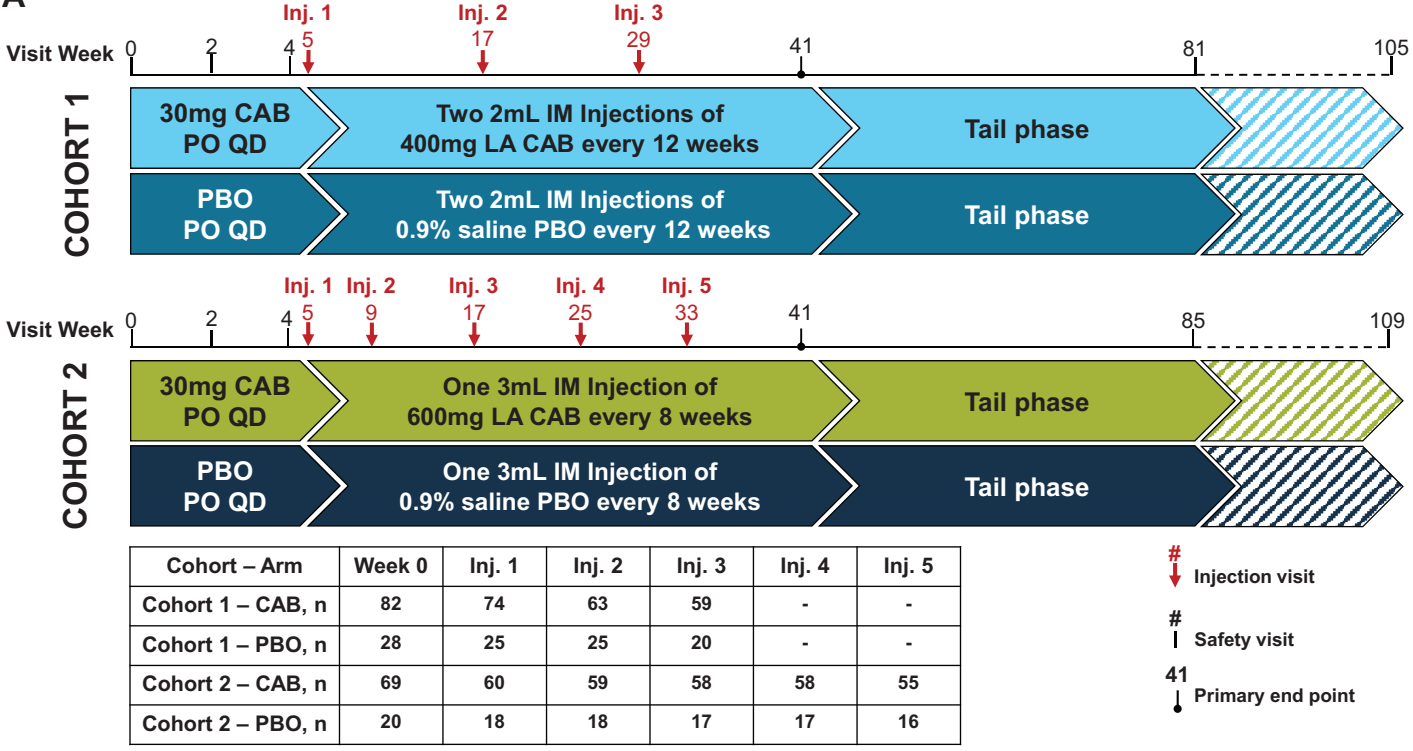 A
Inj. 1 Inj. 2 Inj. 3
Visit Week 0 2 4 5 17 29 41 81 105
COHORT 1
30mg CAB
PO QD
Two 2mL IM Injections of
400mg LA CAB every 12 weeks
Tail phase
PBO
PO QD
Two 2mL IM Injections of
0.9% saline PBO every 12 weeks
Tail phase
Inj. 1 Inj. 2 Inj. 3 Inj. 4 Inj. 5
Visit Week 0 2 4 5 9 17 25 33 41 85 109
COHORT 2
30mg CAB
PO QD
One 3mL IM Injection of
600mg LA CAB every 8 weeks
Tail phase
PBO
PO QD
One 3mL IM Injection of
0.9% saline PBO every 8 weeks
Tail phase
Cohort – Arm Week 0 Inj. 1 Inj. 2 Inj. 3 Inj. 4 Inj. 5
Cohort 1 – CAB, n 82 74 63 59 - -
Cohort 1 – PBO, n 28 25 25 20 - -
Cohort 2 – CAB, n 69 60 59 58 58 55
Cohort 2 – PBO, n 20 18 18 17 17 16
#
Injection visit
#
Safety visit
41
Primary end point